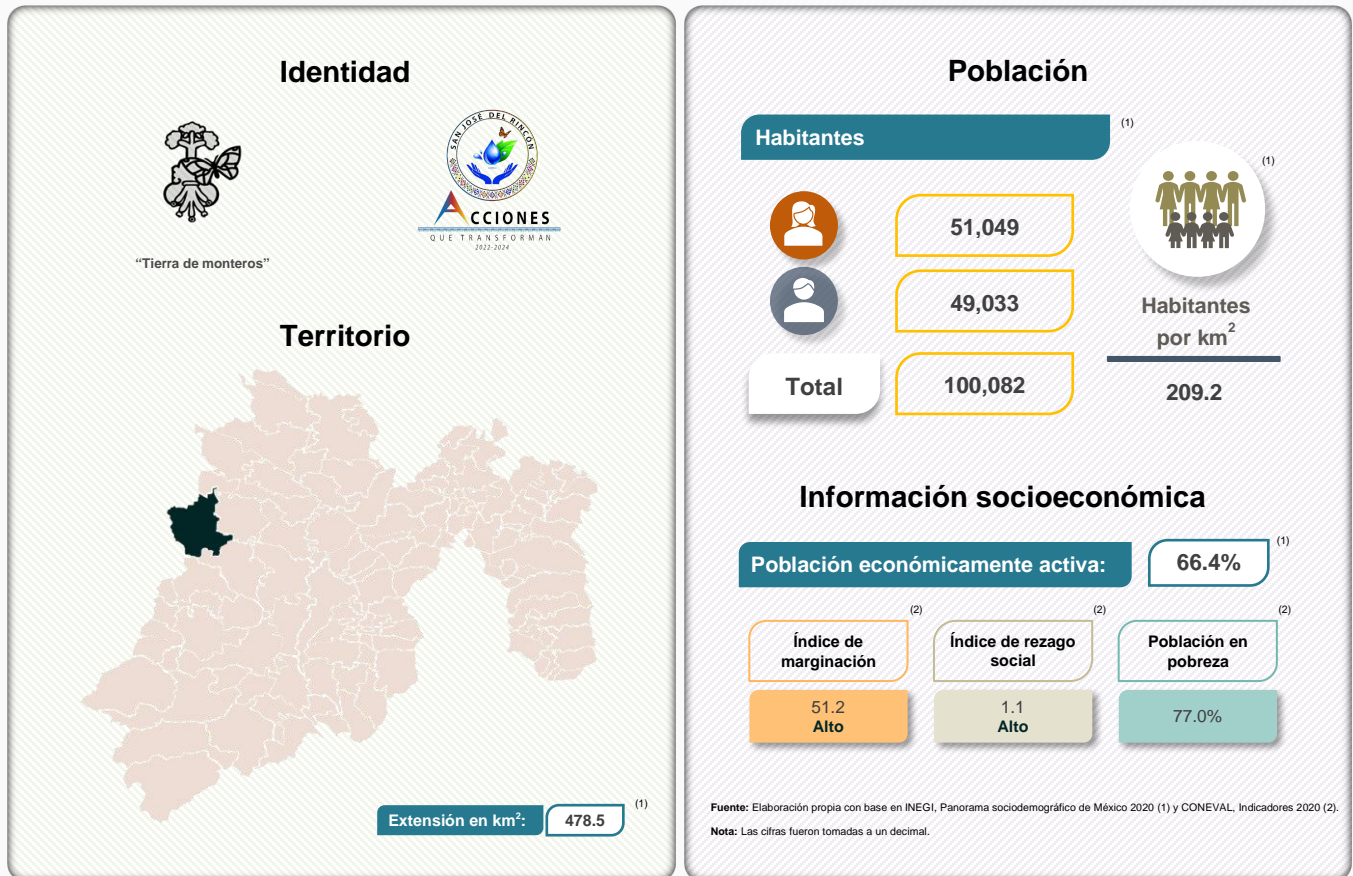 Identidad
SAN JOSÉ DEL RINCÓN
ACCIONES
QUE TRANSFORMAN
2022-2024
“Tierra de monteros”
Territorio
Extensión en km²:
478.5
(1)
Población
Habitantes
(1)
(1)
51,049
49,033
Total
100,082
Habitantes
por km²
209.2
Información socioeconómica
Población económicamente activa:
66.4%
(1)
(2)
(2)
(2)
Índice de
marginación
Índice de rezago
social
Población en
pobreza
51.2
Alto
1.1
Alto
77.0%
Fuente: Elaboración propia con base en INEGI, Panorama sociodemográfico de México 2020 (1) y CONEVAL, Indicadores 2020 (2).
Nota: Las cifras fueron tomadas a un decimal.